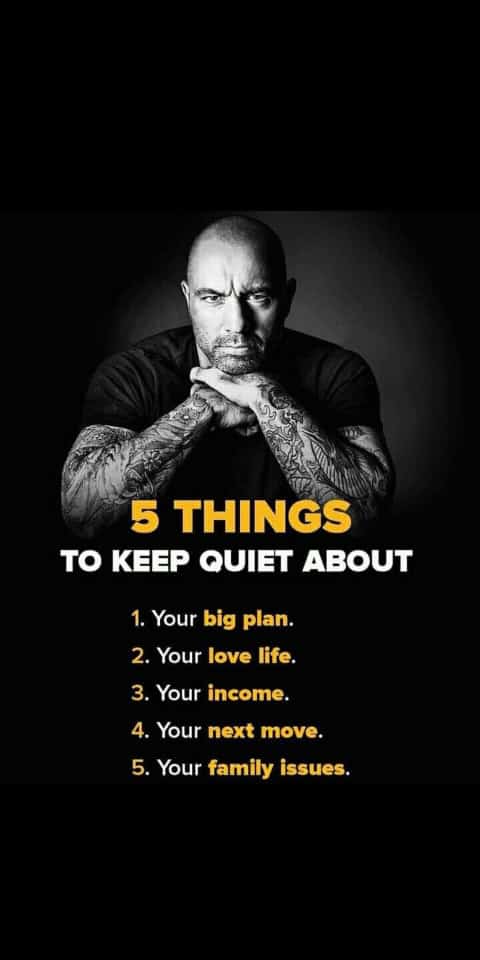 5 THINGS
TO KEEP QUIET ABOUT
1. Your big plan.
2. Your love life.
3. Your income.
4. Your next move.
5. Your family issues.